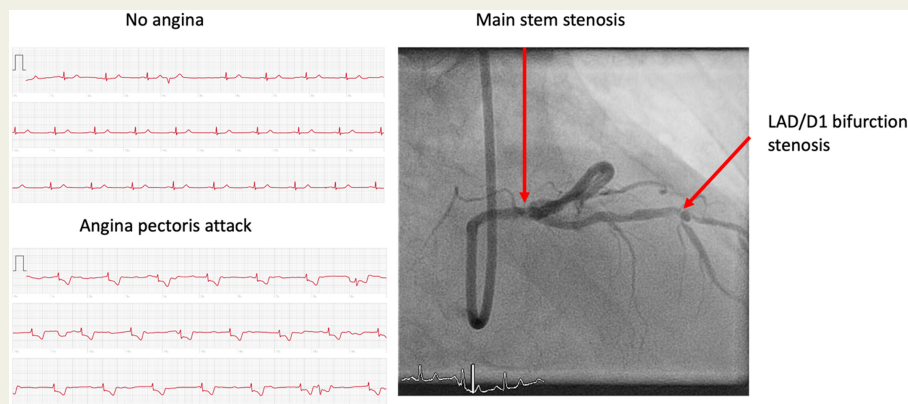 No angina
Main stem stenosis
LAD/D1 bifurction
stenosis
Angina pectoris attack